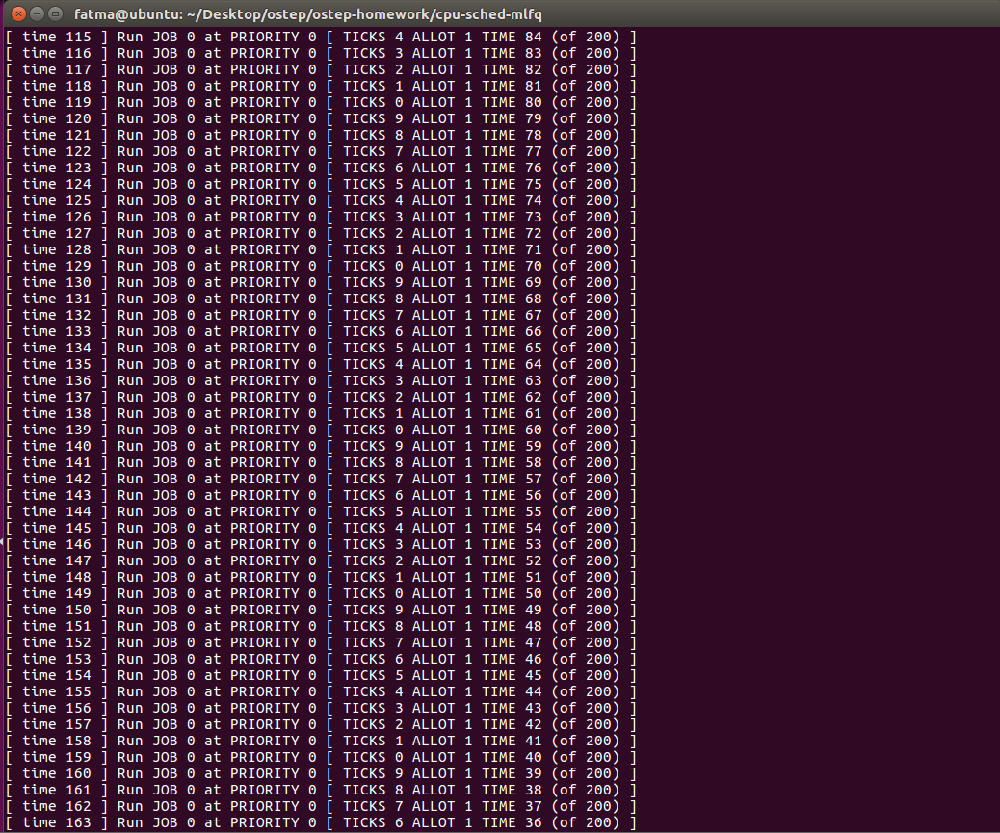 fatma@ubuntu: ~/Desktop/ostep/ostep-homework/cpu-sched-mlfq
[ time 115 ] Run JOB 0 at PRIORITY 0 [ TICKS 4 ALLOT 1 TIME 84 (of 200) ]
[ time 116 ] Run JOB 0 at PRIORITY 0 [ TICKS 3 ALLOT 1 TIME 83 (of 200) ]
[ time 117 ] Run JOB 0 at PRIORITY 0 [ TICKS 2 ALLOT 1 TIME 82 (of 200) ]
[ time 118 ] Run JOB 0 at PRIORITY 0 [ TICKS 1 ALLOT 1 TIME 81 (of 200) ]
[ time 119 ] Run JOB 0 at PRIORITY 0 [ TICKS 0 ALLOT 1 TIME 80 (of 200) ]
[ time 120 ] Run JOB 0 at PRIORITY 0 [ TICKS 9 ALLOT 1 TIME 79 (of 200) ]
[ time 121 ] Run JOB 0 at PRIORITY 0 [ TICKS 8 ALLOT 1 TIME 78 (of 200) ]
[ time 122 ] Run JOB 0 at PRIORITY 0 [ TICKS 7 ALLOT 1 TIME 77 (of 200) ]
[ time 123 ] Run JOB 0 at PRIORITY 0 [ TICKS 6 ALLOT 1 TIME 76 (of 200) ]
[ time 124 ] Run JOB 0 at PRIORITY 0 [ TICKS 5 ALLOT 1 TIME 75 (of 200) ]
[ time 125 ] Run JOB 0 at PRIORITY 0 [ TICKS 4 ALLOT 1 TIME 74 (of 200) ]
[ time 126 ] Run JOB 0 at PRIORITY 0 [ TICKS 3 ALLOT 1 TIME 73 (of 200) ]
[ time 127 ] Run JOB 0 at PRIORITY 0 [ TICKS 2 ALLOT 1 TIME 72 (of 200) ]
[ time 128 ] Run JOB 0 at PRIORITY 0 [ TICKS 1 ALLOT 1 TIME 71 (of 200) ]
[ time 129 ] Run JOB 0 at PRIORITY 0 [ TICKS 0 ALLOT 1 TIME 70 (of 200) ]
[ time 130 ] Run JOB 0 at PRIORITY 0 [ TICKS 9 ALLOT 1 TIME 69 (of 200) ]
[ time 131 ] Run JOB 0 at PRIORITY 0 [ TICKS 8 ALLOT 1 TIME 68 (of 200) ]
[ time 132 ] Run JOB 0 at PRIORITY 0 [ TICKS 7 ALLOT 1 TIME 67 (of 200) ]
[ time 133 ] Run JOB 0 at PRIORITY 0 [ TICKS 6 ALLOT 1 TIME 66 (of 200) ]
[ time 134 ] Run JOB 0 at PRIORITY 0 [ TICKS 5 ALLOT 1 TIME 65 (of 200) ]
[ time 135 ] Run JOB 0 at PRIORITY 0 [ TICKS 4 ALLOT 1 TIME 64 (of 200) ]
[ time 136 ] Run JOB 0 at PRIORITY 0 [ TICKS 3 ALLOT 1 TIME 63 (of 200) ]
[ time 137 ] Run JOB 0 at PRIORITY 0 [ TICKS 2 ALLOT 1 TIME 62 (of 200) ]
[ time 138 ] Run JOB 0 at PRIORITY 0 [ TICKS 1 ALLOT 1 TIME 61 (of 200) ]
[ time 139 ] Run JOB 0 at PRIORITY 0 [ TICKS 0 ALLOT 1 TIME 60 (of 200) ]
[ time 140 ] Run JOB 0 at PRIORITY 0 [ TICKS 9 ALLOT 1 TIME 59 (of 200) ]
[ time 141 ] Run JOB 0 at PRIORITY 0 [ TICKS 8 ALLOT 1 TIME 58 (of 200) ]
[ time 142 ] Run JOB 0 at PRIORITY 0 [ TICKS 7 ALLOT 1 TIME 57 (of 200) ]
[ time 143 ] Run JOB 0 at PRIORITY 0 [ TICKS 6 ALLOT 1 TIME 56 (of 200) ]
[ time 144 ] Run JOB 0 at PRIORITY 0 [ TICKS 5 ALLOT 1 TIME 55 (of 200) ]
[ time 145 ] Run JOB 0 at PRIORITY 0 [ TICKS 4 ALLOT 1 TIME 54 (of 200) ]
[ time 146 ] Run JOB 0 at PRIORITY 0 [ TICKS 3 ALLOT 1 TIME 53 (of 200) ]
[ time 147 ] Run JOB 0 at PRIORITY 0 [ TICKS 2 ALLOT 1 TIME 52 (of 200) ]
[ time 148 ] Run JOB 0 at PRIORITY 0 [ TICKS 1 ALLOT 1 TIME 51 (of 200) ]
[ time 149 ] Run JOB 0 at PRIORITY 0 [ TICKS 0 ALLOT 1 TIME 50 (of 200) ]
[ time 150 ] Run JOB 0 at PRIORITY 0 [ TICKS 9 ALLOT 1 TIME 49 (of 200) ]
[ time 151 ] Run JOB 0 at PRIORITY 0 [ TICKS 8 ALLOT 1 TIME 48 (of 200) ]
[ time 152 ] Run JOB 0 at PRIORITY 0 [ TICKS 7 ALLOT 1 TIME 47 (of 200) ]
[ time 153 ] Run JOB 0 at PRIORITY 0 [ TICKS 6 ALLOT 1 TIME 46 (of 200) ]
[ time 154 ] Run JOB 0 at PRIORITY 0 [ TICKS 5 ALLOT 1 TIME 45 (of 200) ]
[ time 155 ] Run JOB 0 at PRIORITY 0 [ TICKS 4 ALLOT 1 TIME 44 (of 200) ]
[ time 156 ] Run JOB 0 at PRIORITY 0 [ TICKS 3 ALLOT 1 TIME 43 (of 200) ]
[ time 157 ] Run JOB 0 at PRIORITY 0 [ TICKS 2 ALLOT 1 TIME 42 (of 200) ]
[ time 158 ] Run JOB 0 at PRIORITY 0 [ TICKS 1 ALLOT 1 TIME 41 (of 200) ]
[ time 159 ] Run JOB 0 at PRIORITY 0 [ TICKS 0 ALLOT 1 TIME 40 (of 200) ]
[ time 160 ] Run JOB 0 at PRIORITY 0 [ TICKS 9 ALLOT 1 TIME 39 (of 200) ]
[ time 161 ] Run JOB 0 at PRIORITY 0 [ TICKS 8 ALLOT 1 TIME 38 (of 200) ]
[ time 162 ] Run JOB 0 at PRIORITY 0 [ TICKS 7 ALLOT 1 TIME 37 (of 200) ]
[ time 163 ] Run JOB 0 at PRIORITY 0 [ TICKS 6 ALLOT 1 TIME 36 (of 200) ]